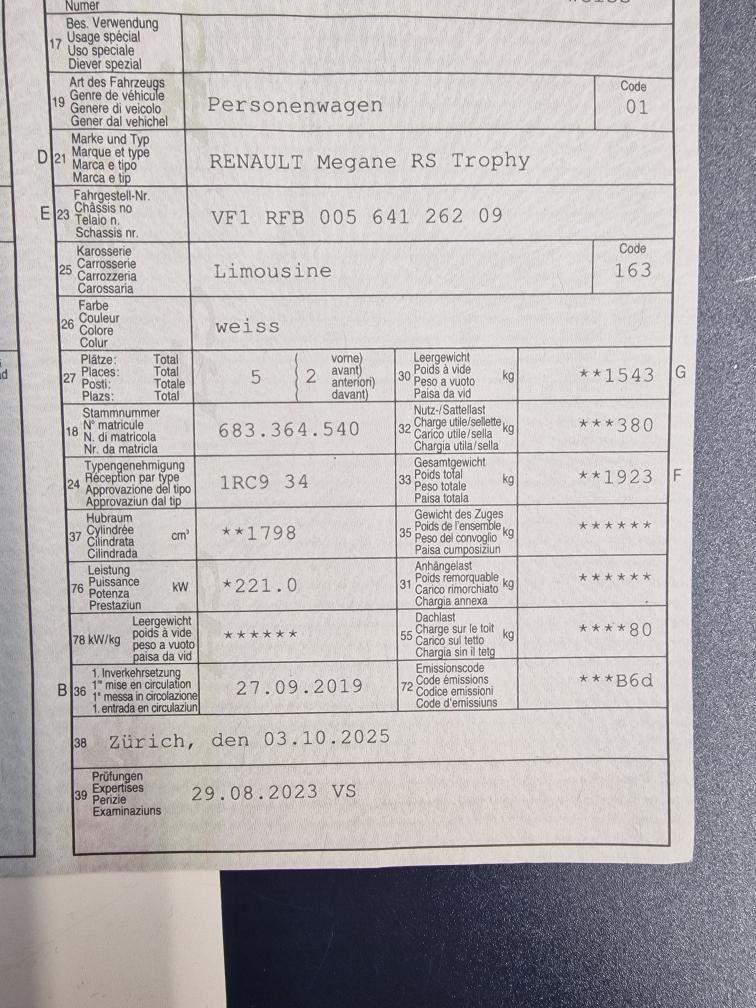 Numer
17 Bes. Verwendung
Usage spécial
Uso speciale
Diever spezial
19 Art des Fahrzeugs
Genre de véhicule
Genere di veicolo
Gener dal vehichel
Personenwagen
Code
01
D 21 Marke und Typ
Marque et type
Marca e tipo
Marca e tip
RENAULT Megane RS Trophy
E 23 Fahrgestell-Nr.
Châssis no
Telaio n.
Schassis nr.
VF1 RFB 005 641 262 09
25 Karosserie
Carrosserie
Carrozzeria
Carossaria
Limousine
Code
163
26 Farbe
Couleur
Colore
Colur
weiss
27 Plätze: Total
Places: Total
Posti: Totale
Plazs: Total
5
2
vorne)
avant)
anteriori)
davant)
30 Leergewicht
Poids à vide
Peso a vuoto
Paisa da vid
kg
**1543
G
18 Stammnummer
N° matricule
N. di matricola
Nr. da matricla
683.364.540
32 Nutz-/Sattellast
Charge utile/sellette
Carico utile/sella
Chargia utila/sella
kg
***380
24 Typengenehmigung
Réception par type
Approvazione del tipo
Approvaziun dal tip
1RC9 34
33 Gesamtgewicht
Poids total
Peso totale
Paisa totala
kg
**1923
F
37 Hubraum
Cylindrée
Cilindrata
Cilindrada
cm³
**1798
35 Gewicht des Zuges
Poids de l'ensemble
Peso del convoglio
Paisa cumposiziun
kg
******
76 Leistung
Puissance
Potenza
Prestaziun
kW
*221.0
31 Anhängelast
Poids remorquable
Carico rimorchiato
Chargia annexa
kg
******
78 kW/kg
Leergewicht
poids à vide
peso a vuoto
paisa da vid
******
55 Dachlast
Charge sur le toit
Carico sul tetto
Chargia sin il tetg
kg
****80
B 36 1. Inverkehrsetzung
1re mise en circulation
1a messa in circolazione
1. entrada en circulaziun
27.09.2019
72 Emissionscode
Code émissions
Codice emissioni
Code d'emissiuns
***B6d
38 Zürich, den 03.10.2025
39 Prüfungen
Expertises
Perizie
Examinaziuns
29.08.2023 VS